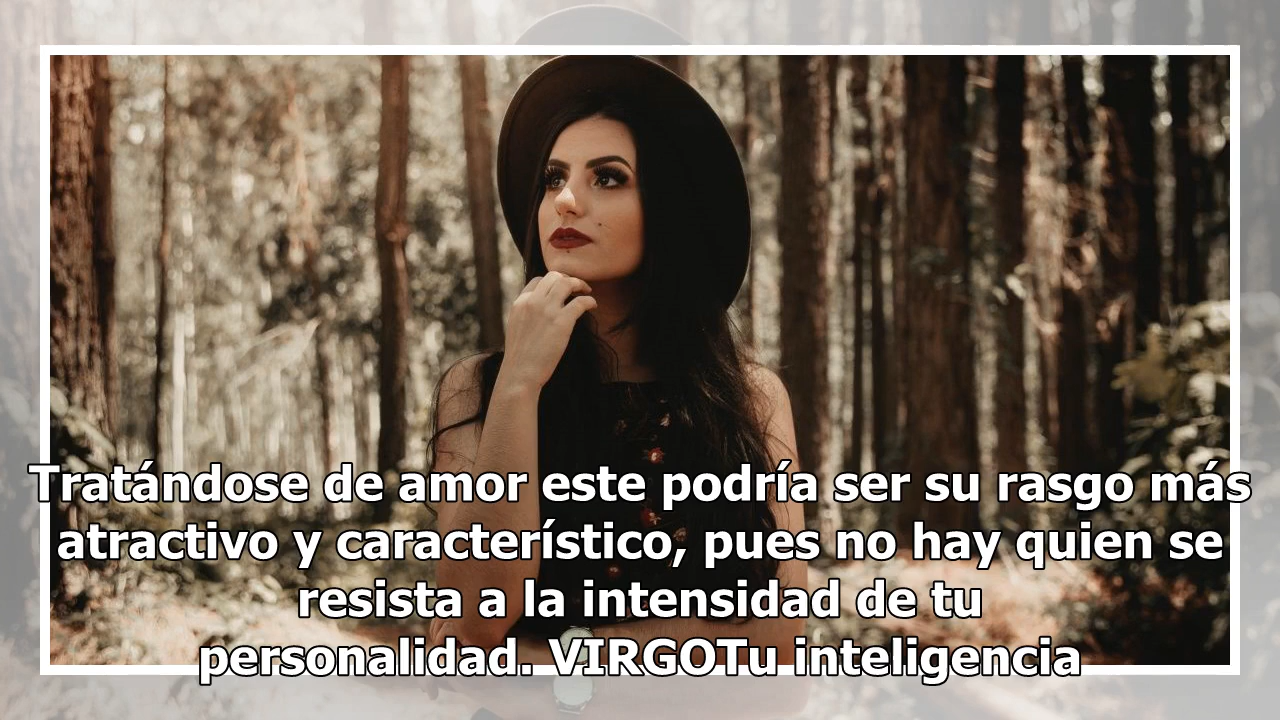 Tratándose de amor este podría ser su rasgo más
atractivo y característico, pues no hay quien se
resista a la intensidad de tu
personalidad. VIRGOTu inteligencia